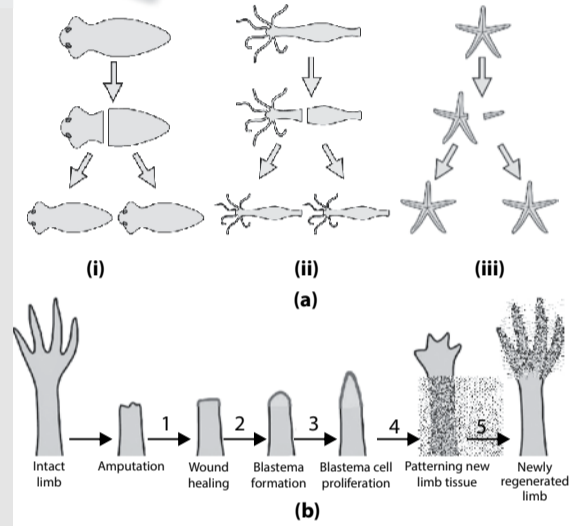 (i)
(ii)
(iii)
(a)
1
2
3
4
5
Intact
limb
Amputation
Wound
healing
Blastema
formation
Blastema cell
proliferation
Patterning new
limb tissue
Newly
regenerated
limb
(b)